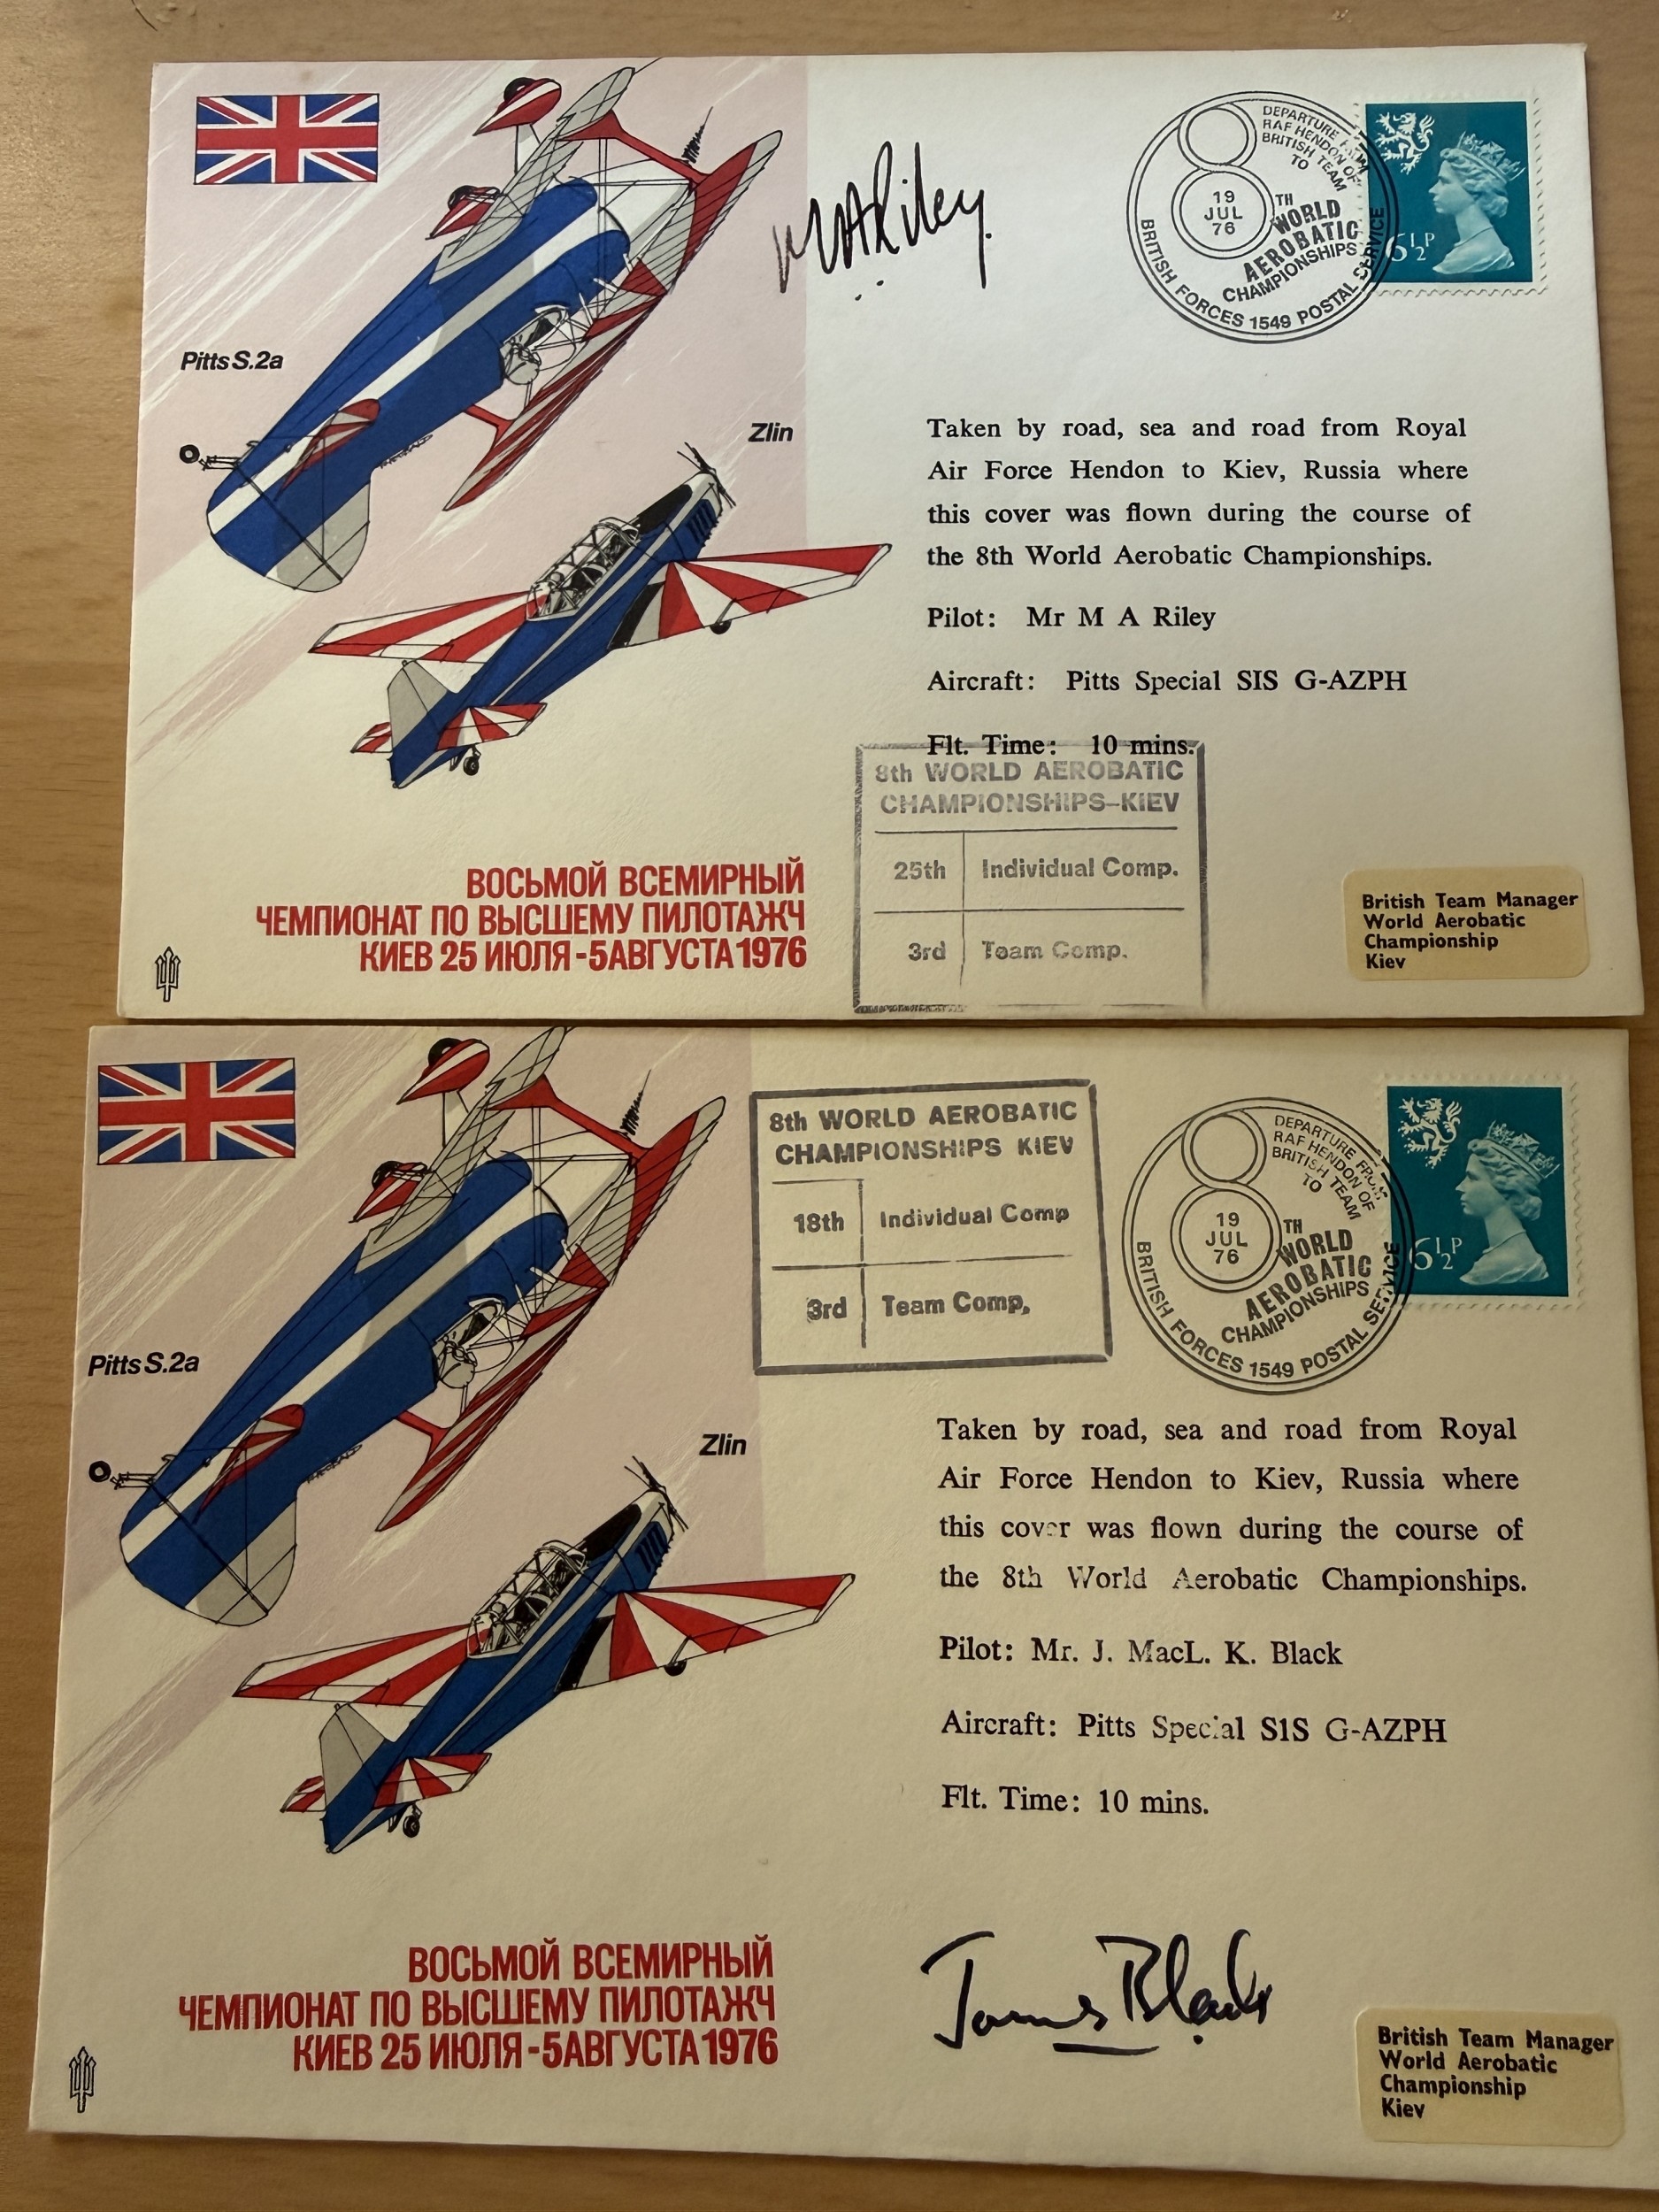 MARiley
DEPARTURE FROM
RAF HENDON OF
BRITISH TEAM
TO
8
TH
WORLD
AEROBATIC
CHAMPIONSHIPS
19
JUL
76
BRITISH FORCES 1549 POSTAL SERVICE
6½P
Pitts S.2a
Zlin
Taken by road, sea and road from Royal
Air Force Hendon to Kiev, Russia where
this cover was flown during the course of
the 8th World Aerobatic Championships.
Pilot: Mr M A Riley
Aircraft: Pitts Special SIS G-AZPH
Flt. Time: 10 mins.
8th WORLD AEROBATIC
CHAMPIONSHIPS–KIEV
25th Individual Comp.
3rd Team Comp.
ВОСЬМОЙ ВСЕМИРНЫЙ
ЧЕМПИОНАТ ПО ВЫСШЕМУ ПИЛОТАЖЧ
КИЕВ 25 ИЮЛЯ-5АВГУСТА 1976
British Team Manager
World Aerobatic
Championship
Kiev
8th WORLD AEROBATIC
CHAMPIONSHIPS KIEV
18th Individual Comp
3rd Team Comp.
DEPARTURE FROM
RAF HENDON OF
BRITISH TEAM
TO
8
TH
WORLD
AEROBATIC
CHAMPIONSHIPS
19
JUL
76
BRITISH FORCES 1549 POSTAL SERVICE
6½P
Pitts S.2a
Zlin
Taken by road, sea and road from Royal
Air Force Hendon to Kiev, Russia where
this cover was flown during the course of
the 8th World Aerobatic Championships.
Pilot: Mr. J. MacL. K. Black
Aircraft: Pitts Special S1S G-AZPH
Flt. Time: 10 mins.
James Black
ВОСЬМОЙ ВСЕМИРНЫЙ
ЧЕМПИОНАТ ПО ВЫСШЕМУ ПИЛОТАЖЧ
КИЕВ 25 ИЮЛЯ-5АВГУСТА 1976
British Team Manager
World Aerobatic
Championship
Kiev